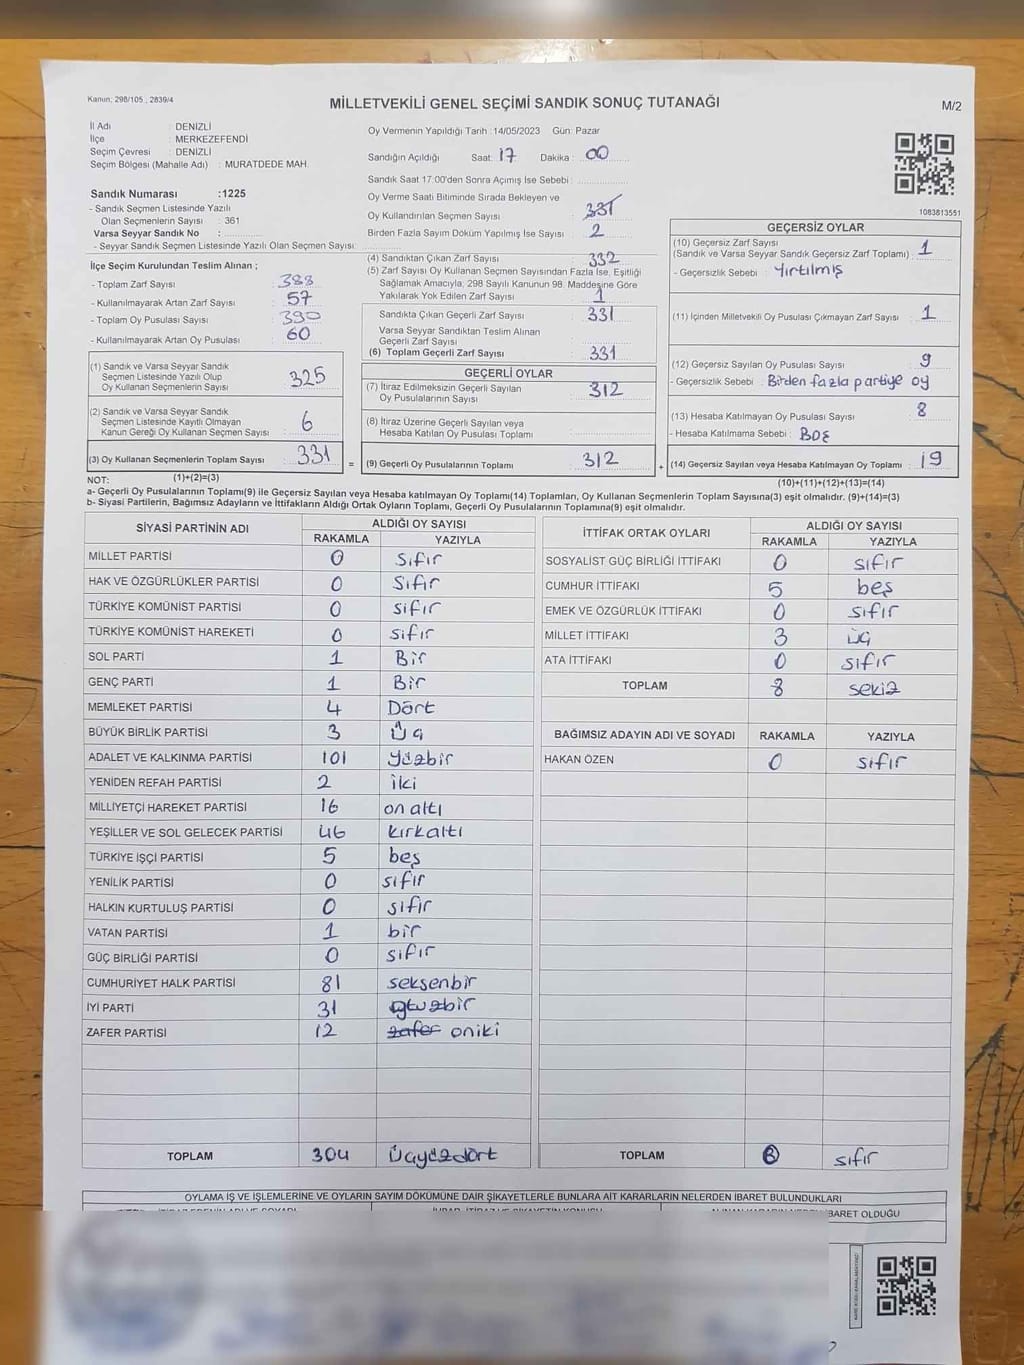 Kanun; 298/105 , 2839/4
MİLLETVEKİLİ GENEL SEÇİMİ SANDIK SONUÇ TUTANAĞI
M/2
İl Adı : DENİZLİ
İlçe : MERKEZEFENDİ
Seçim Çevresi : DENİZLİ
Seçim Bölgesi (Mahalle Adı) : MURATDEDE MAH.
Sandık Numarası :1225
- Sandık Seçmen Listesinde Yazılı
Olan Seçmenlerin Sayısı : 361
Varsa Seyyar Sandık No :
- Seyyar Sandık Seçmen Listesinde Yazılı Olan Seçmen Sayısı:
Oy Vermenin Yapıldığı Tarih :14/05/2023 Gün: Pazar
Sandığın Açıldığı Saat: 17 Dakika : 00
Sandık Saat 17:00'den Sonra Açımış İse Sebebi :
Oy Verme Saati Bitiminde Sırada Bekleyen ve
Oy Kullandırılan Seçmen Sayısı : 331
Birden Fazla Sayım Döküm Yapılmış İse Sayısı : 2
1083813551
İlçe Seçim Kurulundan Teslim Alınan ;
- Toplam Zarf Sayısı : 388
- Kullanılmayarak Artan Zarf Sayısı : 57
- Toplam Oy Pusulası Sayısı : 390
- Kullanılmayarak Artan Oy Pusulası : 60
(1) Sandık ve Varsa Seyyar Sandık
Seçmen Listesinde Yazılı Olup
Oy Kullanan Seçmenlerin Sayısı : 325
(2) Sandık ve Varsa Seyyar Sandık
Seçmen Listesinde Kayıtlı Olmayan
Kanun Gereği Oy Kullanan Seçmen Sayısı : 6
(3) Oy Kullanan Seçmenlerin Toplam Sayısı : 331
(4) Sandıktan Çıkan Zarf Sayısı : 332
(5) Zarf Sayısı Oy Kullanan Seçmen Sayısından Fazla İse, Eşitliği
Sağlamak Amacıyla, 298 Sayılı Kanunun 98. Maddesine Göre
Yakılarak Yok Edilen Zarf Sayısı : 1
Sandıkta Çıkan Geçerli Zarf Sayısı : 331
Varsa Seyyar Sandıktan Teslim Alınan
Geçerli Zarf Sayısı :
(6) Toplam Geçerli Zarf Sayısı : 331
GEÇERLİ OYLAR
(7) İtiraz Edilmeksizin Geçerli Sayılan
Oy Pusulalarının Sayısı : 312
(8) İtiraz Üzerine Geçerli Sayılan veya
Hesaba Katılan Oy Pusulası Toplamı :
= (9) Geçerli Oy Pusulalarının Toplamı : 312
GEÇERSİZ OYLAR
(10) Geçersiz Zarf Sayısı
(Sandık ve Varsa Seyyar Sandık Geçersiz Zarf Toplamı) : 1
- Geçersizlik Sebebi : Yırtılmış
(11) İçinden Milletvekili Oy Pusulası Çıkmayan Zarf Sayısı : 1
(12) Geçersiz Sayılan Oy Pusulası Sayısı : 9
- Geçersizlik Sebebi : Birden fazla partiye oy
(13) Hesaba Katılmayan Oy Pusulası Sayısı : 8
- Hesaba Katılmama Sebebi : Boş
+ (14) Geçersiz Sayılan veya Hesaba Katılmayan Oy Toplamı : 19
NOT: (1)+(2)=(3)
(10)+(11)+(12)+(13)=(14)
a- Geçerli Oy Pusulalarının Toplamı(9) ile Geçersiz Sayılan veya Hesaba katılmayan Oy Toplamı(14) Toplamları, Oy Kullanan Seçmenlerin Toplam Sayısına(3) eşit olmalıdır. (9)+(14)=(3)
b- Siyasi Partilerin, Bağımsız Adayların ve İttifakların Aldığı Ortak Oyların Toplamı, Geçerli Oy Pusulalarının Toplamına(9) eşit olmalıdır.
SİYASİ PARTİNİN ADI ALDIĞI OY SAYISI
RAKAMLA YAZIYLA
MİLLET PARTİSİ 0 sıfır
HAK VE ÖZGÜRLÜKLER PARTİSİ 0 sıfır
TÜRKİYE KOMÜNİST PARTİSİ 0 sıfır
TÜRKİYE KOMÜNİST HAREKETİ 0 sıfır
SOL PARTİ 1 Bir
GENÇ PARTİ 1 Bir
MEMLEKET PARTİSİ 4 Dört
BÜYÜK BİRLİK PARTİSİ 3 Üç
ADALET VE KALKINMA PARTİSİ 101 yüzbir
YENİDEN REFAH PARTİSİ 2 iki
MİLLİYETÇİ HAREKET PARTİSİ 16 on altı
YEŞİLLER VE SOL GELECEK PARTİSİ 46 kırkaltı
TÜRKİYE İŞÇİ PARTİSİ 5 beş
YENİLİK PARTİSİ 0 sıfır
HALKIN KURTULUŞ PARTİSİ 0 sıfır
VATAN PARTİSİ 1 bir
GÜÇ BİRLİĞİ PARTİSİ 0 sıfır
CUMHURİYET HALK PARTİSİ 81 seksenbir
İYİ PARTİ 31 otuzbir
ZAFER PARTİSİ 12 zafer oniki
TOPLAM 304 Üçyüzdört
İTTİFAK ORTAK OYLARI ALDIĞI OY SAYISI
RAKAMLA YAZIYLA
SOSYALİST GÜÇ BİRLİĞİ İTTİFAKI 0 sıfır
CUMHUR İTTİFAKI 5 beş
EMEK VE ÖZGÜRLÜK İTTİFAKI 0 sıfır
MİLLET İTTİFAKI 3 üç
ATA İTTİFAKI 0 sıfır
TOPLAM 8 sekiz
BAĞIMSIZ ADAYIN ADI VE SOYADI RAKAMLA YAZIYLA
HAKAN ÖZEN 0 sıfır
TOPLAM sıfır
OYLAMA İŞ VE İŞLEMLERİNE VE OYLARIN SAYIM DÖKÜMÜNE DAİR ŞİKAYETLERLE BUNLARA AİT KARARLARIN NELERDEN İBARET BULUNDUKLARI
İBARET OLDUĞU